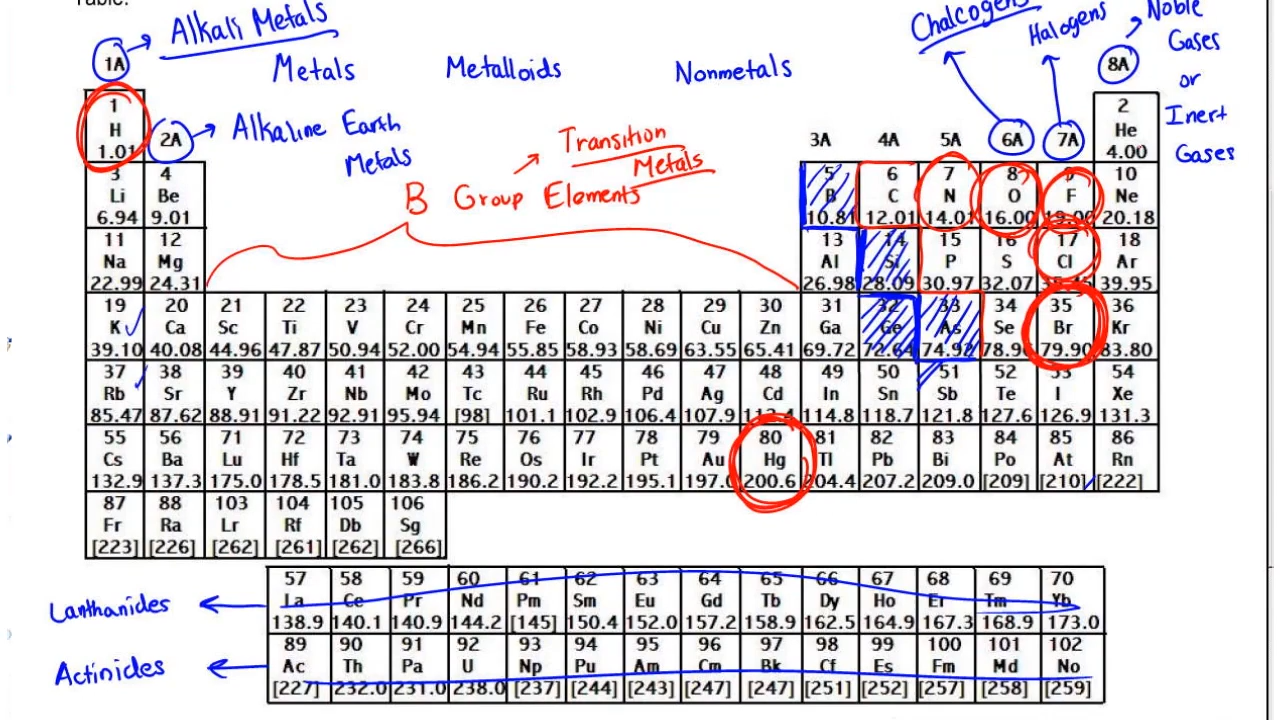 Table.
Alkali Metals
Chalcogens
Halogens
Noble
Gases
or
Inert
Gases
1A
Metals Metalloids Nonmetals
8A
2A
Alkaline Earth
Metals
Transition
Metals
B Group Elements
3A 4A 5A 6A 7A
1 2
H He
1.01 4.00
3 4 5 6 7 8 9 10
Li Be B C N O F Ne
6.94 9.01 10.81 12.01 14.01 16.00 19.00 20.18
11 12 13 14 15 16 17 18
Na Mg Al Si P S Cl Ar
22.99 24.31 26.98 28.09 30.97 32.07 35.45 39.95
19 20 21 22 23 24 25 26 27 28 29 30 31 32 33 34 35 36
K Ca Sc Ti V Cr Mn Fe Co Ni Cu Zn Ga Ge As Se Br Kr
39.10 40.08 44.96 47.87 50.94 52.00 54.94 55.85 58.93 58.69 63.55 65.41 69.72 72.64 74.92 78.96 79.90 83.80
37 38 39 40 41 42 43 44 45 46 47 48 49 50 51 52 53 54
Rb Sr Y Zr Nb Mo Tc Ru Rh Pd Ag Cd In Sn Sb Te I Xe
85.47 87.62 88.91 91.22 92.91 95.94 [98] 101.1 102.9 106.4 107.9 112.4 114.8 118.7 121.8 127.6 126.9 131.3
55 56 71 72 73 74 75 76 77 78 79 80 81 82 83 84 85 86
Cs Ba Lu Hf Ta W Re Os Ir Pt Au Hg Tl Pb Bi Po At Rn
132.9 137.3 175.0 178.5 181.0 183.8 186.2 190.2 192.2 195.1 197.0 200.6 204.4 207.2 209.0 [209] [210] [222]
87 88 103 104 105 106
Fr Ra Lr Rf Db Sg
[223] [226] [262] [261] [262] [266]
Lanthanides
57 58 59 60 61 62 63 64 65 66 67 68 69 70
La Ce Pr Nd Pm Sm Eu Gd Tb Dy Ho Er Tm Yb
138.9 140.1 140.9 144.2 [145] 150.4 152.0 157.2 158.9 162.5 164.9 167.3 168.9 173.0
Actinides
89 90 91 92 93 94 95 96 97 98 99 100 101 102
Ac Th Pa U Np Pu Am Cm Bk Cf Es Fm Md No
[227] 232.0 231.0 238.0 [237] [244] [243] [247] [247] [251] [252] [257] [258] [259]